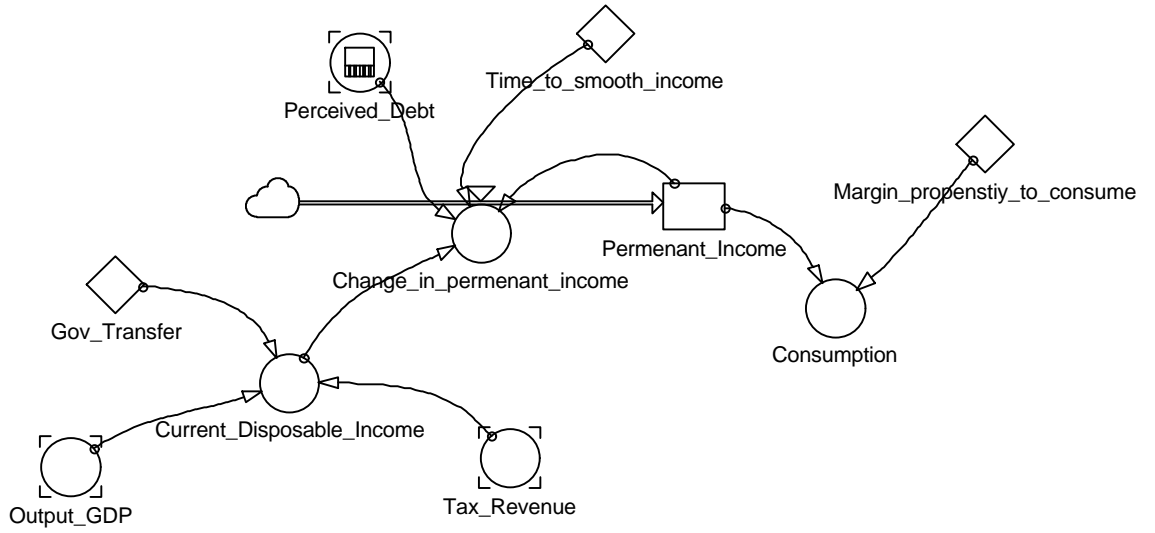 Time_to_smooth_income
Perceived_Debt
Margin_propenstiy_to_consume
Permenant_Income
Change_in_permenant_income
Gov_Transfer
Consumption
Current_Disposable_Income
Tax_Revenue
Output_GDP